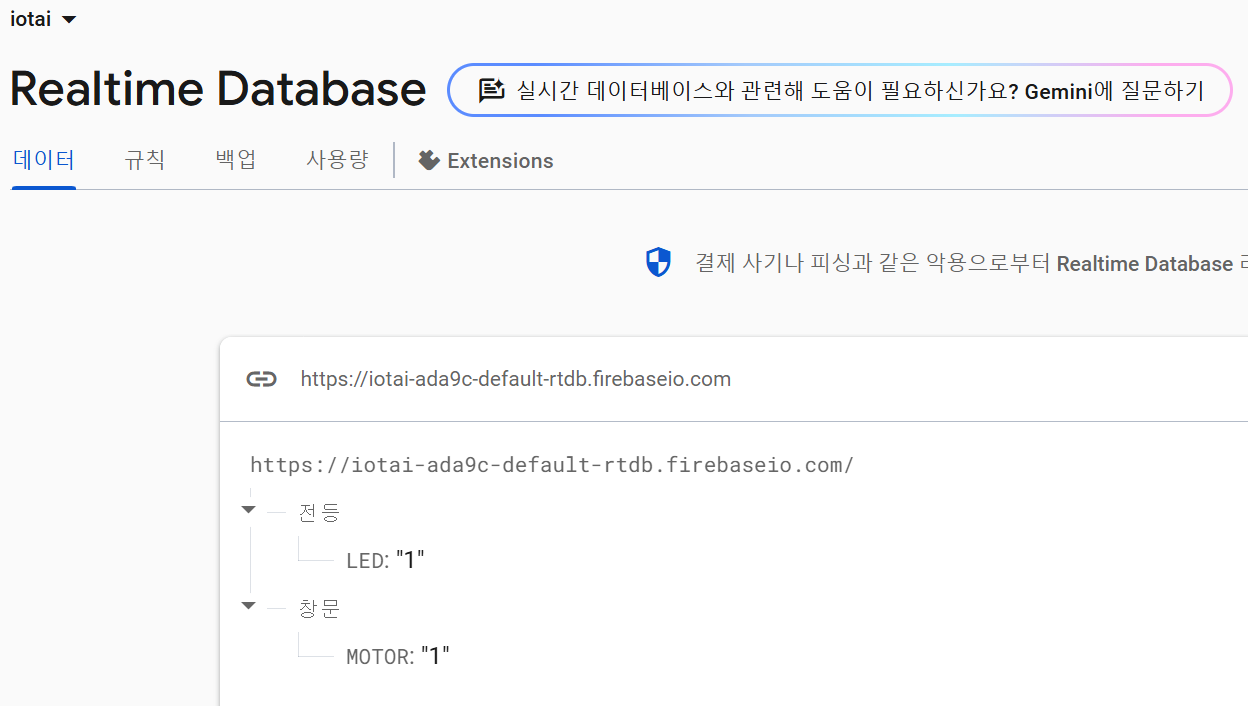 iotai
Realtime Database
실시간 데이터베이스와 관련해 도움이 필요하신가요? Gemini에 질문하기
데이터 규칙 백업 사용량 Extensions
결제 사기나 피싱과 같은 악용으로부터 Realtime Database 리
https://iotai-ada9c-default-rtdb.firebaseio.com
https://iotai-ada9c-default-rtdb.firebaseio.com/
전등
LED: "1"
창문
MOTOR: "1"